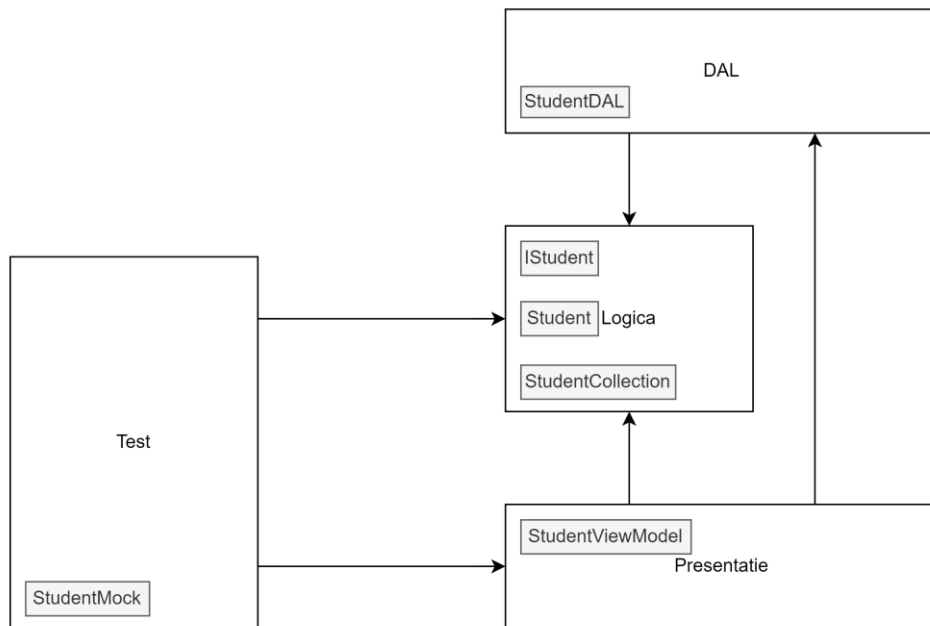 DAL
StudentDAL
IStudent
Student
Logica
StudentCollection
Test
StudentMock
StudentViewModel
Presentatie